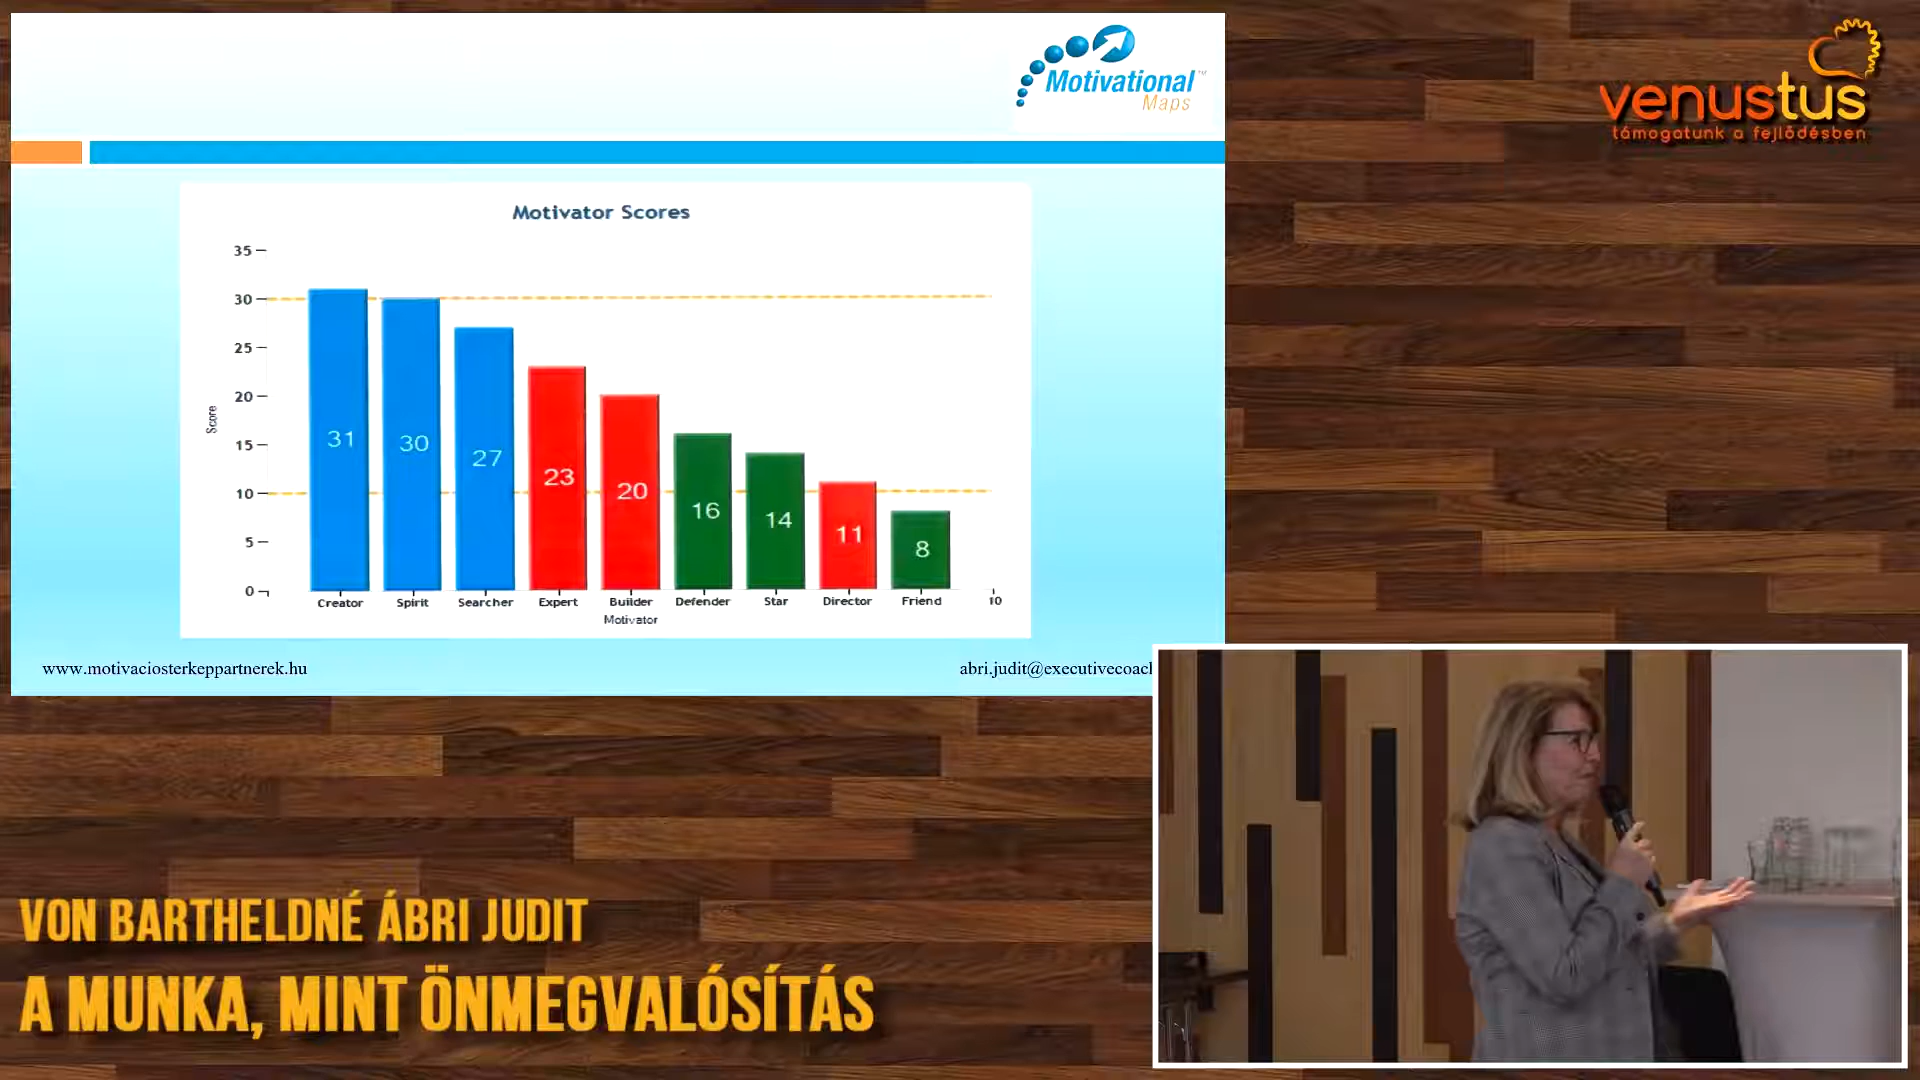 Motivational™
Maps
venustus
támogatunk a fejlődésben
Motivator Scores
35
30
25
20
15
10
5
0
Score
31
30
27
23
20
16
14
11
8
Creator Spirit Searcher Expert Builder Defender Star Director Friend 10
Motivator
www.motivaciosterkeppartnerek.hu
abri.judit@executivecoach
VON BARTHELDNÉ ÁBRI JUDIT
A MUNKA, MINT ÖNMEGVALÓSÍTÁS